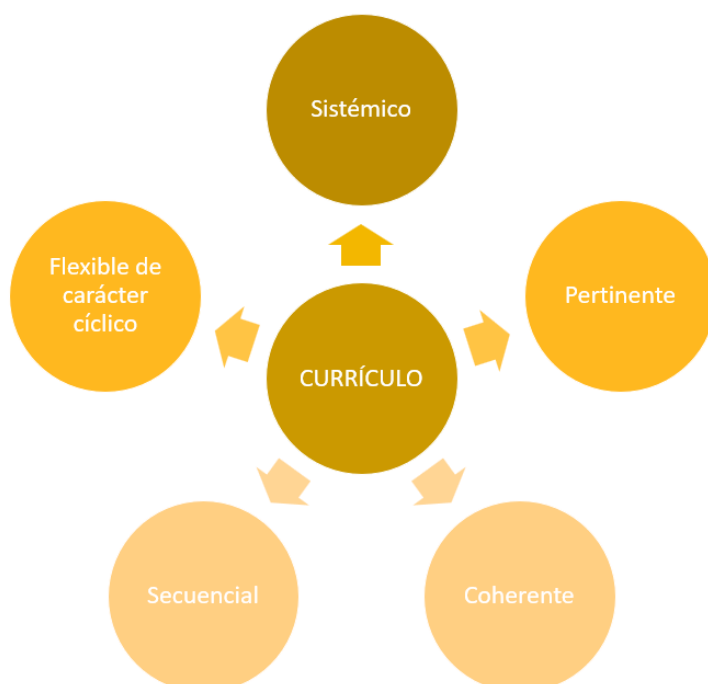 Sistémico
Flexible de
carácter
cíclico
Pertinente
CURRÍCULO
Secuencial
Coherente